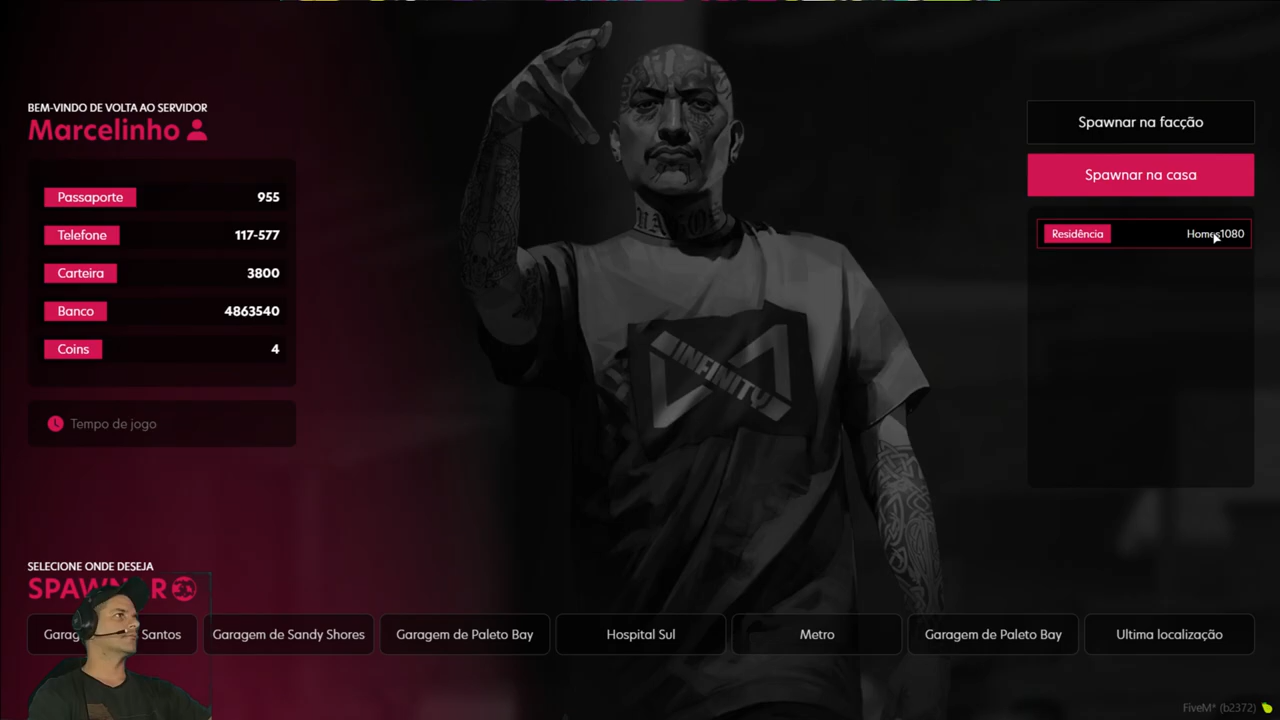 BEM-VINDO DE VOLTA AO SERVIDOR
Marcelinho
Passaporte 955
Telefone 117-577
Carteira 3800
Banco 4863540
Coins 4
Tempo de jogo
Spawnar na facção
Spawnar na casa
Residência Homes1080
INFINITY
SELECIONE ONDE DESEJA
Santos
Garagem de Sandy Shores
Garagem de Paleto Bay
Hospital Sul
Metro
Garagem de Paleto Bay
Ultima localização
FiveM* (b2372)